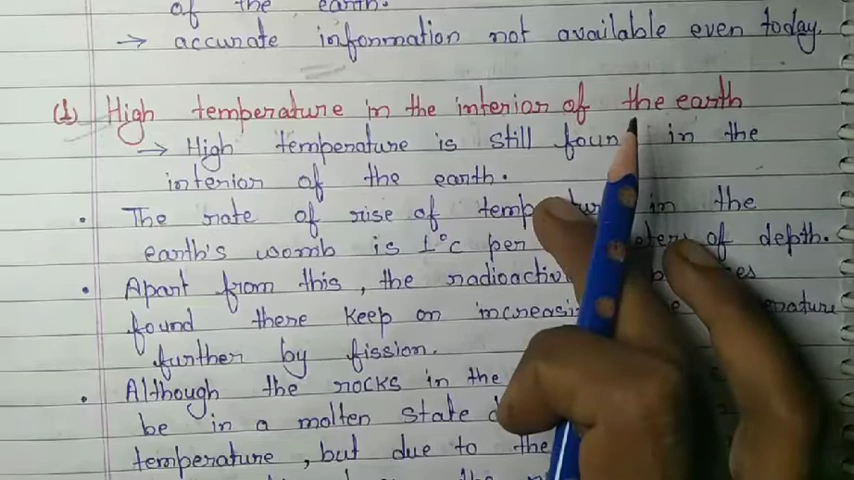 of the earth.
→ accurate information not available even today.
(1) High temperature in the interior of the earth
→ High temperature is still foun in the
interior of the earth.
• The rate of rise of temp in the
earth's womb is 1°c per of depth.
• Apart from this, the radioactiv
found there keep on increasi
further by fission.
• Although the rocks in the
be in a molten state
temperature, but due to the